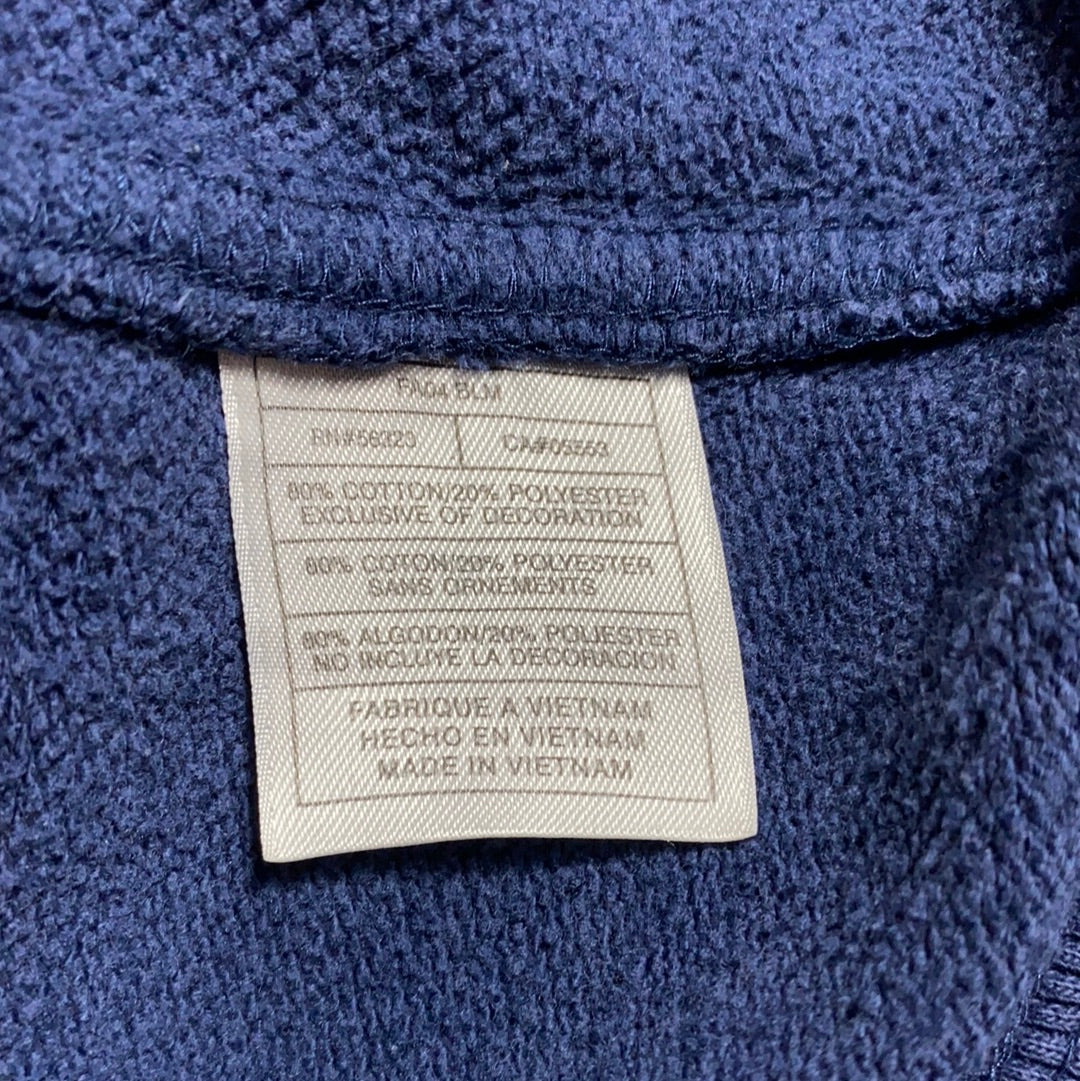 FA04 BLM
RN#56323
CA#05553
80% COTTON/20% POLYESTER
EXCLUSIVE OF DECORATION
80% COTON/20% POLYESTER
SANS ORNEMENTS
80% ALGODON/20% POLIESTER
NO INCLUYE LA DECORACION
FABRIQUE A VIETNAM
HECHO EN VIETNAM
MADE IN VIETNAM